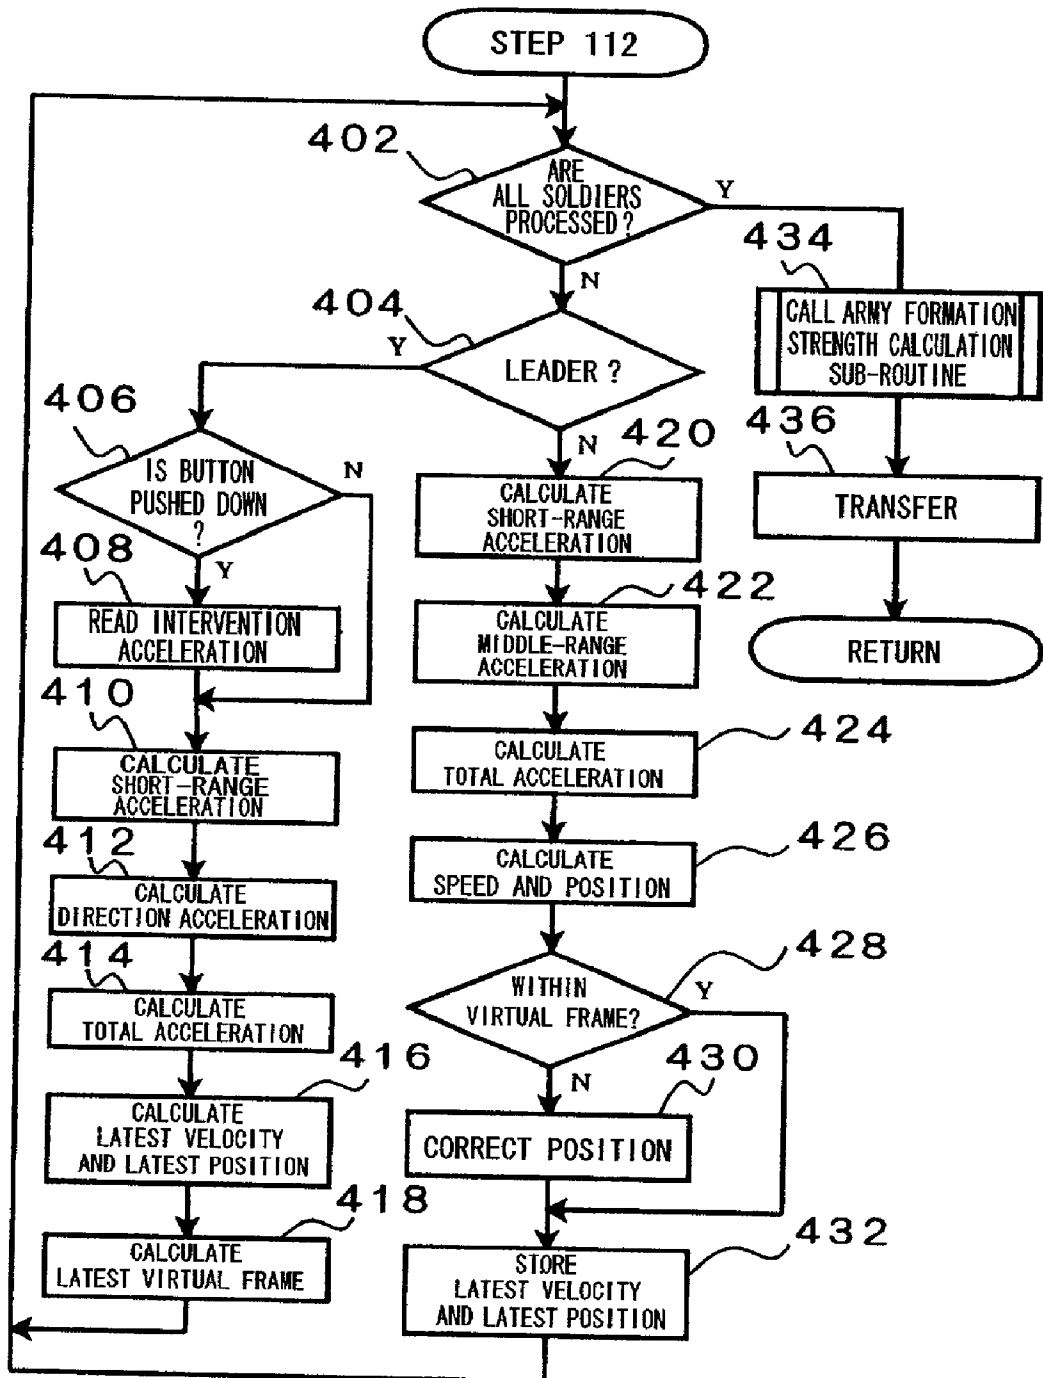 STEP 112
402
ARE
ALL SOLDIERS
PROCESSED?
Y
N
434
CALL ARMY FORMATION
STRENGTH CALCULATION
SUB-ROUTINE
436
TRANSFER
RETURN
404
LEADER ?
Y
N
406
IS BUTTON
PUSHED DOWN
?
N
Y
408
READ INTERVENTION
ACCELERATION
410
CALCULATE
SHORT-RANGE
ACCELERATION
412
CALCULATE
DIRECTION ACCELERATION
414
CALCULATE
TOTAL ACCELERATION
416
CALCULATE
LATEST VELOCITY
AND LATEST POSITION
418
CALCULATE
LATEST VIRTUAL FRAME
420
CALCULATE
SHORT-RANGE
ACCELERATION
422
CALCULATE
MIDDLE-RANGE
ACCELERATION
424
CALCULATE
TOTAL ACCELERATION
426
CALCULATE
SPEED AND POSITION
428
WITHIN
VIRTUAL FRAME?
Y
N
430
CORRECT POSITION
432
STORE
LATEST VELOCITY
AND LATEST POSITION